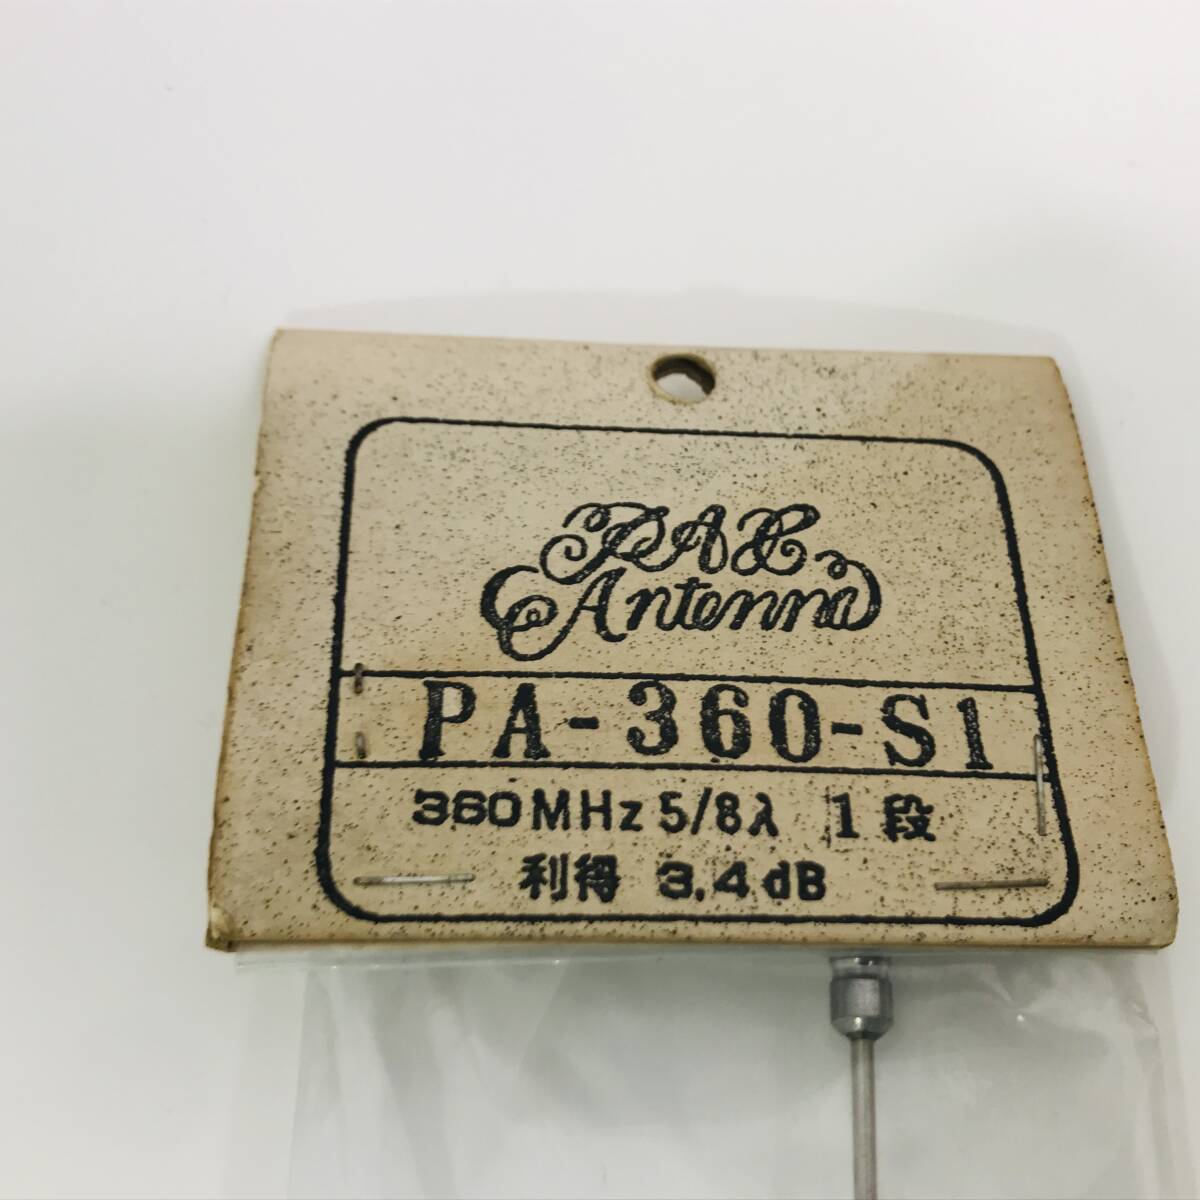 PAL
Antenna
PA-360-S1
360MHz 5/8λ 1段
利得 3.4dB